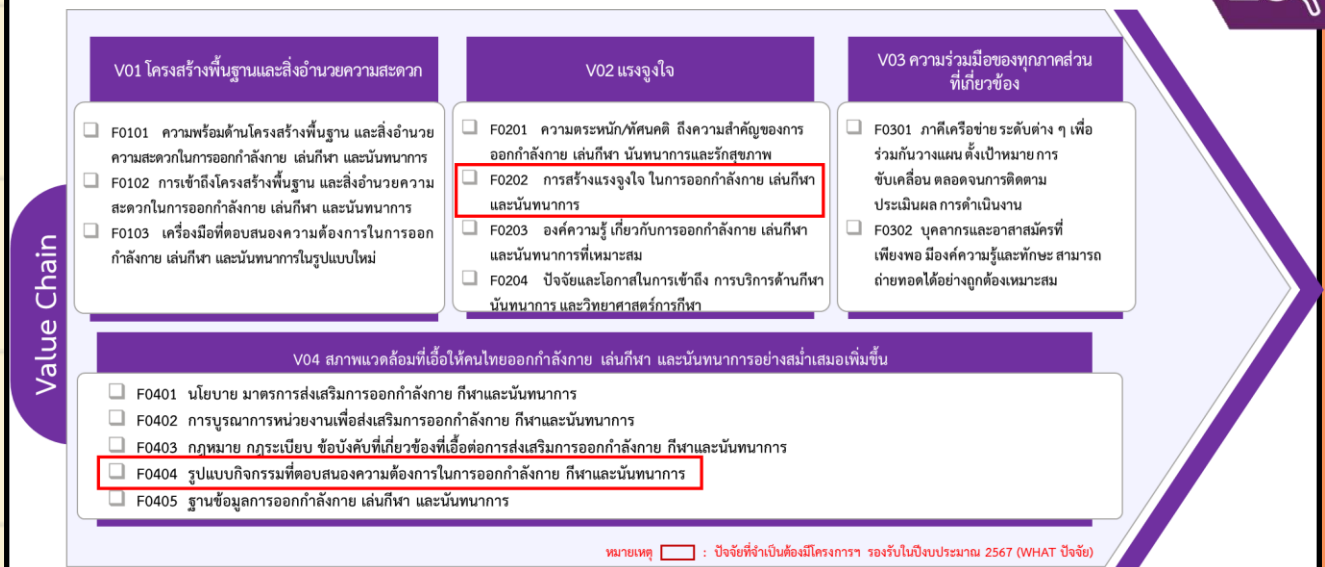 Value Chain
V01 โครงสร้างพื้นฐานและสิ่งอำนวยความสะดวก
F0101 ความพร้อมด้านโครงสร้างพื้นฐาน และสิ่งอำนวย
ความสะดวกในการออกกำลังกาย เล่นกีฬา และนันทนาการ
F0102 การเข้าถึงโครงสร้างพื้นฐาน และสิ่งอำนวยความ
สะดวกในการออกกำลังกาย เล่นกีฬา และนันทนาการ
F0103 เครื่องมือที่ตอบสนองความต้องการในการออก
กำลังกาย เล่นกีฬา และนันทนาการในรูปแบบใหม่
V02 แรงจูงใจ
F0201 ความตระหนัก/ทัศนคติ ถึงความสำคัญของการ
ออกกำลังกาย เล่นกีฬา นันทนาการและรักสุขภาพ
F0202 การสร้างแรงจูงใจ ในการออกกำลังกาย เล่นกีฬา
และนันทนาการ
F0203 องค์ความรู้ เกี่ยวกับการออกกำลังกาย เล่นกีฬา
และนันทนาการที่เหมาะสม
F0204 ปัจจัยและโอกาสในการเข้าถึง การบริการด้านกีฬา
นันทนาการ และวิทยาศาสตร์การกีฬา
V03 ความร่วมมือของทุกภาคส่วน
ที่เกี่ยวข้อง
F0301 ภาคีเครือข่าย ระดับต่าง ๆ เพื่อ
ร่วมกันวางแผน ตั้งเป้าหมาย การ
ขับเคลื่อน ตลอดจนการติดตาม
ประเมินผล การดำเนินงาน
F0302 บุคลากรและอาสาสมัครที่
เพียงพอ มีองค์ความรู้และทักษะ สามารถ
ถ่ายทอดได้อย่างถูกต้องเหมาะสม
V04 สภาพแวดล้อมที่เอื้อให้คนไทยออกกำลังกาย เล่นกีฬา และนันทนาการอย่างสม่ำเสมอเพิ่มขึ้น
F0401 นโยบาย มาตรการส่งเสริมการออกกำลังกาย กีฬาและนันทนาการ
F0402 การบูรณาการหน่วยงานเพื่อส่งเสริมการออกกำลังกาย กีฬาและนันทนาการ
F0403 กฎหมาย กฎระเบียบ ข้อบังคับที่เกี่ยวข้องที่เอื้อต่อการส่งเสริมการออกกำลังกาย กีฬาและนันทนาการ
F0404 รูปแบบกิจกรรมที่ตอบสนองความต้องการในการออกกำลังกาย กีฬาและนันทนาการ
F0405 ฐานข้อมูลการออกกำลังกาย เล่นกีฬา และนันทนาการ
หมายเหตุ : ปัจจัยที่จำเป็นต้องมีโครงการฯ รองรับในปีงบประมาณ 2567 (WHAT ปัจจัย)